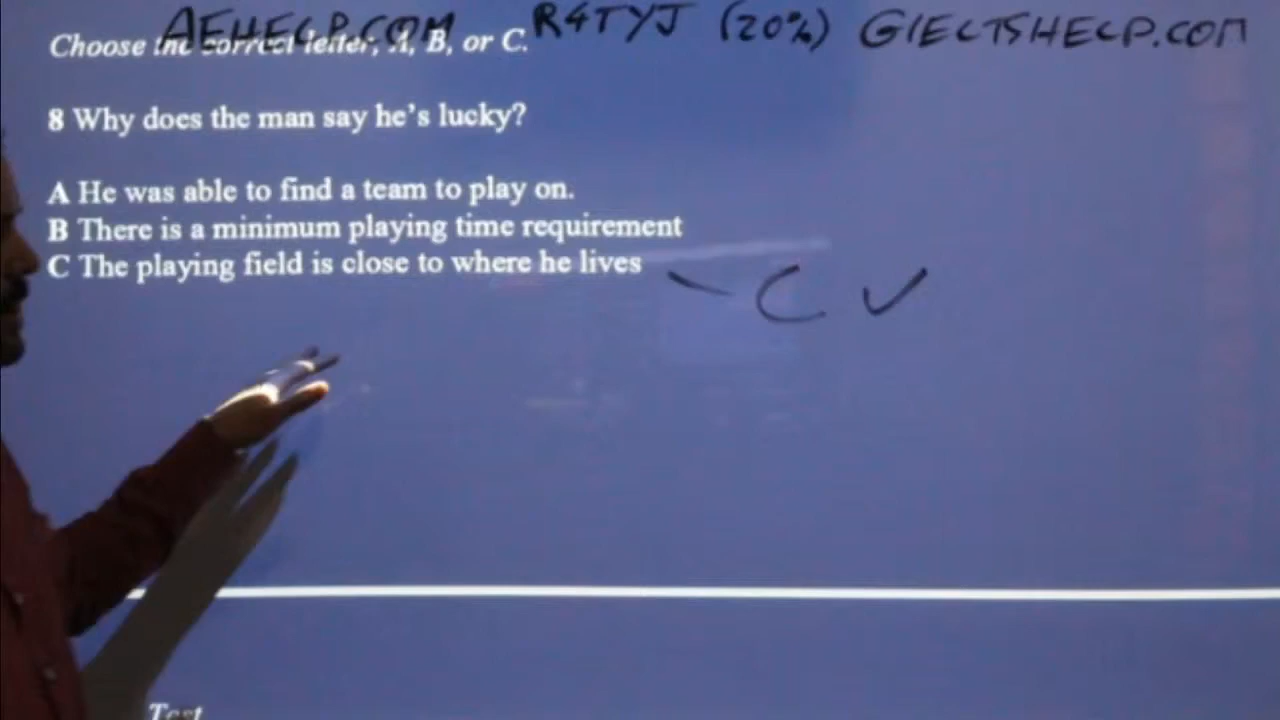 AEHELP.COM R4TYJ (20%) GIELTSHELP.COM
Choose the correct letter, A, B, or C.
8 Why does the man say he's lucky?
A He was able to find a team to play on.
B There is a minimum playing time requirement
C The playing field is close to where he lives
- C ✓
Test